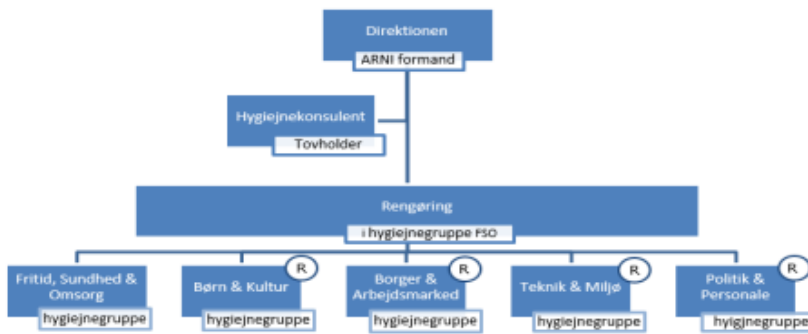 Direktionen
ARNI formand
Hygiejnekonsulent
Tovholder
Rengøring
i hygiejnegruppe FSO
Fritid, Sundhed &
Omsorg
hygiejnegruppe
R
Børn & Kultur
hygiejnegruppe
R
Borger &
Arbejdsmarked
hygiejnegruppe
R
Teknik & Miljø
hygiejnegruppe
R
Politik &
Personale
hyigjnegruppe